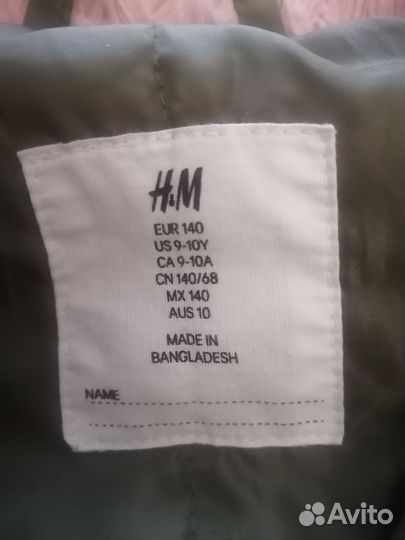 H&M
EUR 140
US 9-10Y
CA 9-10A
CN 140/68
MX 140
AUS 10
MADE IN
BANGLADESH
NAME
Avito